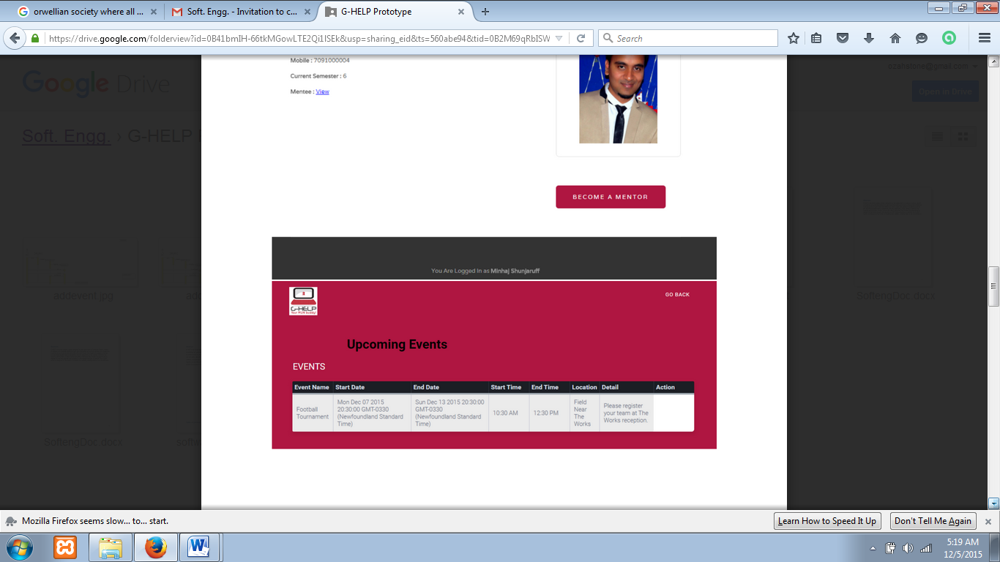 orwellian society where all ...
Soft. Engg. - Invitation to c...
G-HELP Prototype
https://drive.google.com/folderview?id=0B41bmIH-66tkMGowLTE2Qi1lSEk&usp=sharing_eid&ts=560abe94&tid=0B2M69qRbISW
Search
Mobile : 7091000004
Google Drive
Current Semester : 6
Open in Drive
Mentee : View
Soft. Engg. › G-HELP
BECOME A MENTOR
You Are Logged In as Minhaj Shunjaruff
addevent.jpg
SoftengDoc.docx
G-HELP
GO BACK
Upcoming Events
EVENTS
Event Name Start Date End Date Start Time End Time Location Detail Action
Football Mon Dec 07 2015 Sun Dec 13 2015 20:30:00 10:30 AM 12:30 PM Field Please register
Tournament 20:30:00 GMT-0330 GMT-0330 Near your team at The
(Newfoundland Standard (Newfoundland Standard The Works reception.
Time) Time) Works
SoftengDoc.docx
Mozilla Firefox seems slow... to... start.
Learn How to Speed It Up
Don't Tell Me Again
5:19 AM
12/5/2015